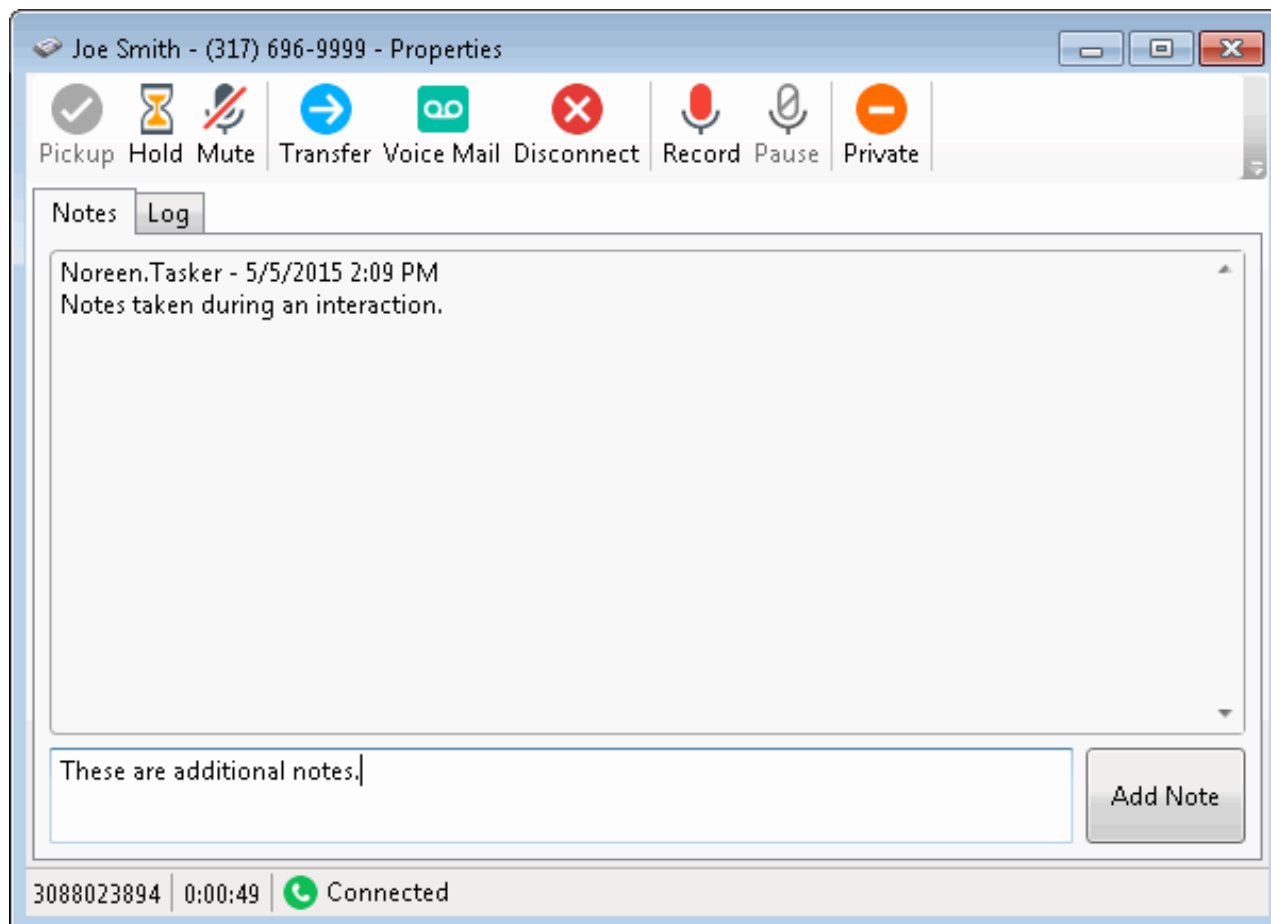 Joe Smith - (317) 696-9999 - Properties
Pickup Hold Mute Transfer Voice Mail Disconnect Record Pause Private
Notes Log
Noreen.Tasker - 5/5/2015 2:09 PM
Notes taken during an interaction.
These are additional notes.
Add Note
3088023894 0:00:49 Connected